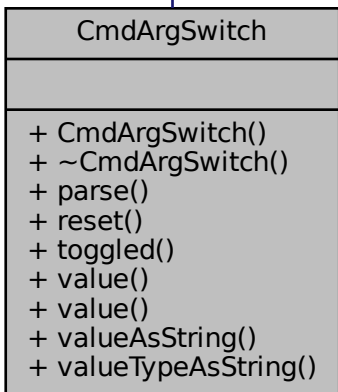 CmdArgSwitch
+ CmdArgSwitch()
+ ~CmdArgSwitch()
+ parse()
+ reset()
+ toggled()
+ value()
+ value()
+ valueAsString()
+ valueTypeAsString()